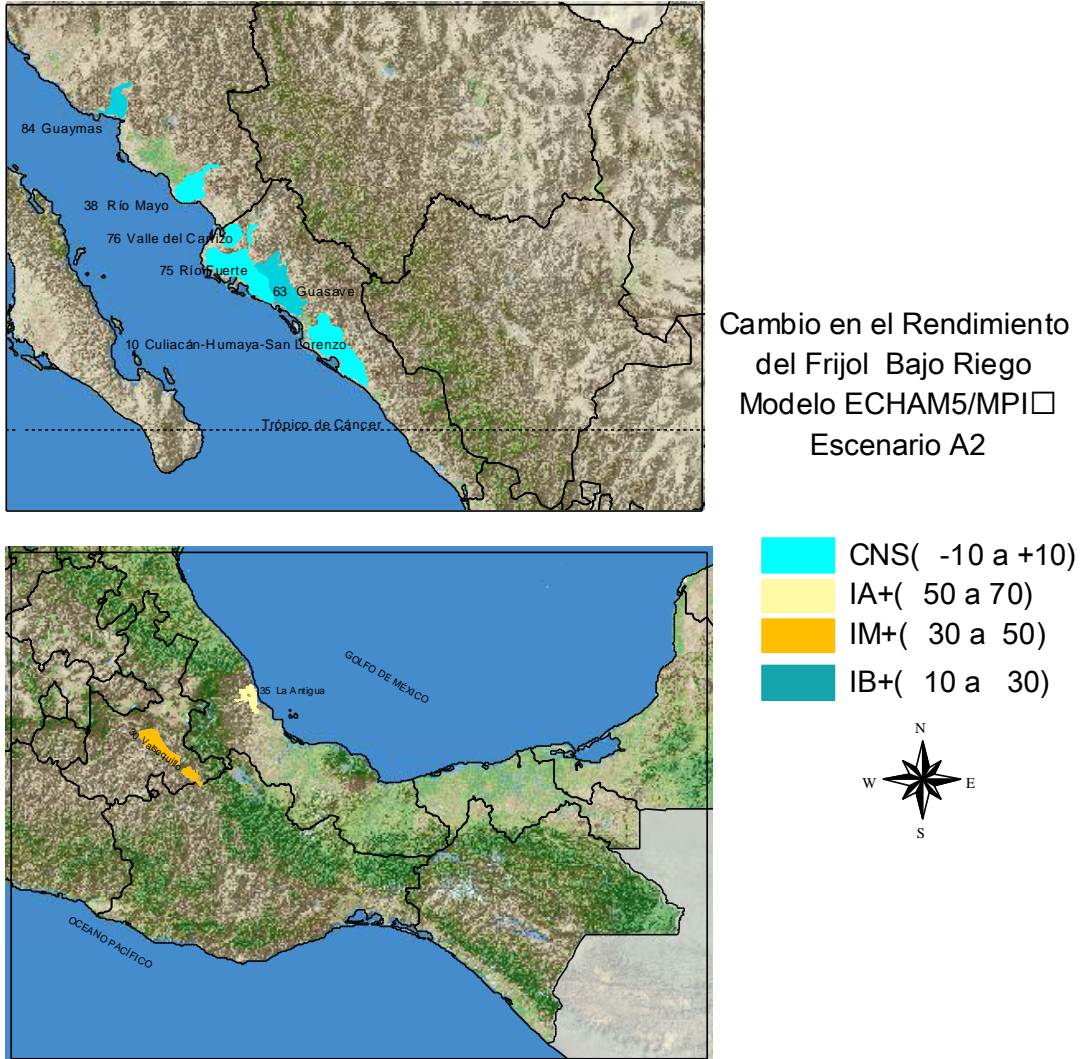 84 Guaymas
38 Río Mayo
76 Valle del Carrizo
75 Río Fuerte
63 Guasave
10 Culiacán-Humaya-San Lorenzo
Trópico de Cáncer
Cambio en el Rendimiento
del Frijol Bajo Riego
Modelo ECHAM5/MPI□
Escenario A2
CNS( -10 a +10)
IA+( 50 a 70)
IM+( 30 a 50)
IB+( 10 a 30)
N
W
E
S
GOLFO DE MÉXICO
35 La Antigua
Valsequillo
OCEANO PACÍFICO